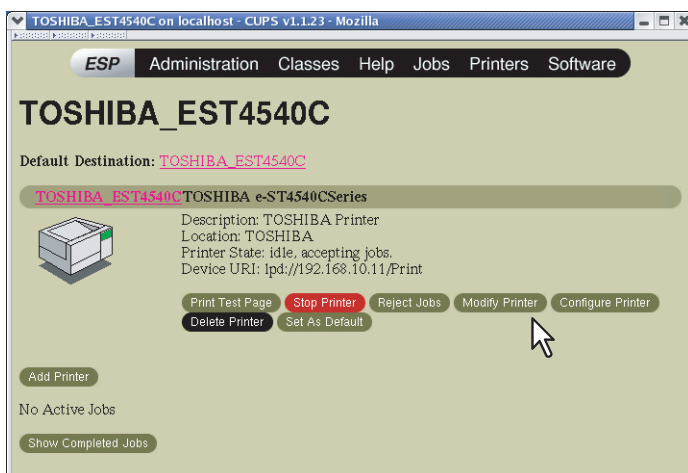 TOSHIBA_EST4540C on localhost - CUPS v1.1.23 - Mozilla
ESP Administration Classes Help Jobs Printers Software
TOSHIBA_EST4540C
Default Destination: TOSHIBA_EST4540C
TOSHIBA_EST4540CTOSHIBA e-ST4540CSeries
Description: TOSHIBA Printer
Location: TOSHIBA
Printer State: idle, accepting jobs.
Device URI: lpd://192.168.10.11/Print
Print Test Page Stop Printer Reject Jobs Modify Printer Configure Printer
Delete Printer Set As Default
Add Printer
No Active Jobs
Show Completed Jobs